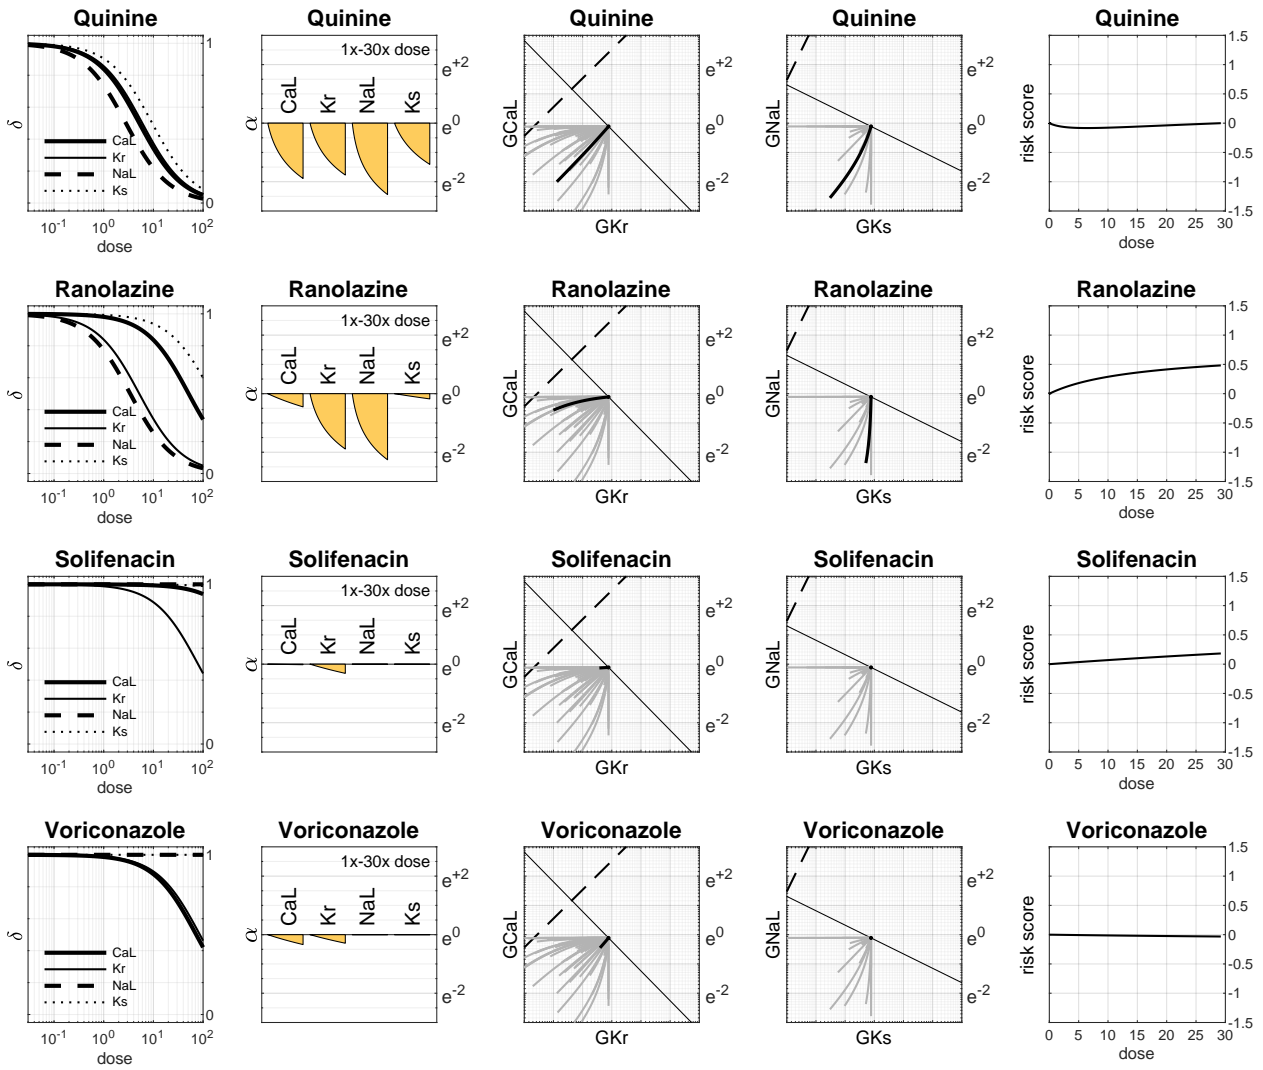 Quinine
δ
CaL
Kr
NaL
Ks
1
0
10-1 100 101 102
dose
Quinine
1x-30x dose
α
CaL Kr NaL Ks
e+2
e0
e-2
Quinine
GCaL
e+2
e0
e-2
GKr
Quinine
GNaL
e+2
e0
e-2
GKs
Quinine
risk score
1.5
1
0.5
0
-0.5
-1
-1.5
0 5 10 15 20 25 30
dose
Ranolazine
δ
CaL
Kr
NaL
Ks
1
0
10-1 100 101 102
dose
Ranolazine
1x-30x dose
α
CaL Kr NaL Ks
e+2
e0
e-2
Ranolazine
GCaL
e+2
e0
e-2
GKr
Ranolazine
GNaL
e+2
e0
e-2
GKs
Ranolazine
risk score
1.5
1
0.5
0
-0.5
-1
-1.5
0 5 10 15 20 25 30
dose
Solifenacin
δ
CaL
Kr
NaL
Ks
1
0
10-1 100 101 102
dose
Solifenacin
1x-30x dose
α
CaL Kr NaL Ks
e+2
e0
e-2
Solifenacin
GCaL
e+2
e0
e-2
GKr
Solifenacin
GNaL
e+2
e0
e-2
GKs
Solifenacin
risk score
1.5
1
0.5
0
-0.5
-1
-1.5
0 5 10 15 20 25 30
dose
Voriconazole
δ
CaL
Kr
NaL
Ks
1
0
10-1 100 101 102
dose
Voriconazole
1x-30x dose
α
CaL Kr NaL Ks
e+2
e0
e-2
Voriconazole
GCaL
e+2
e0
e-2
GKr
Voriconazole
GNaL
e+2
e0
e-2
GKs
Voriconazole
risk score
1.5
1
0.5
0
-0.5
-1
-1.5
0 5 10 15 20 25 30
dose